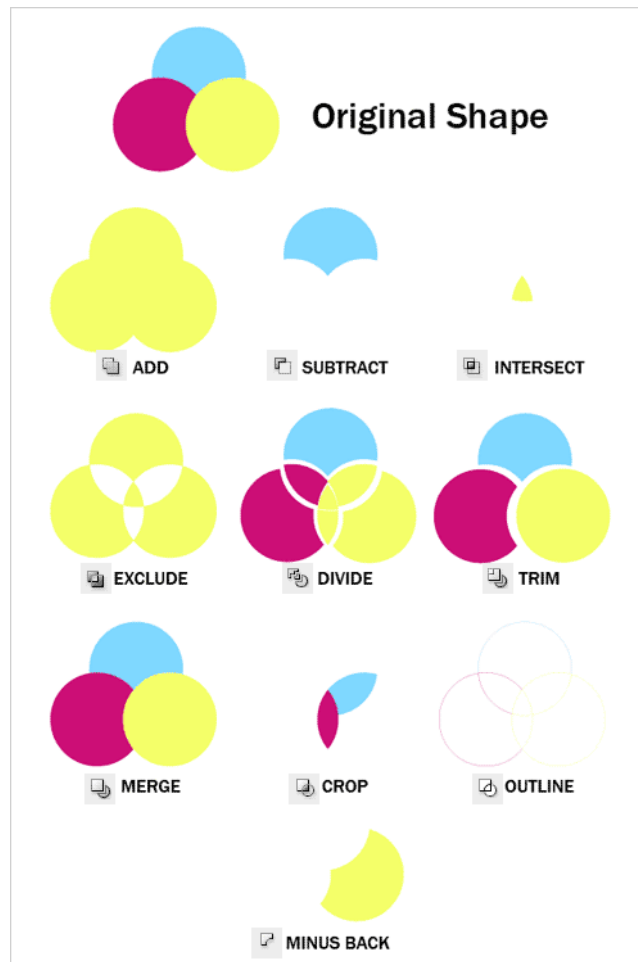 Original Shape
ADD
SUBTRACT
INTERSECT
EXCLUDE
DIVIDE
TRIM
MERGE
CROP
OUTLINE
MINUS BACK